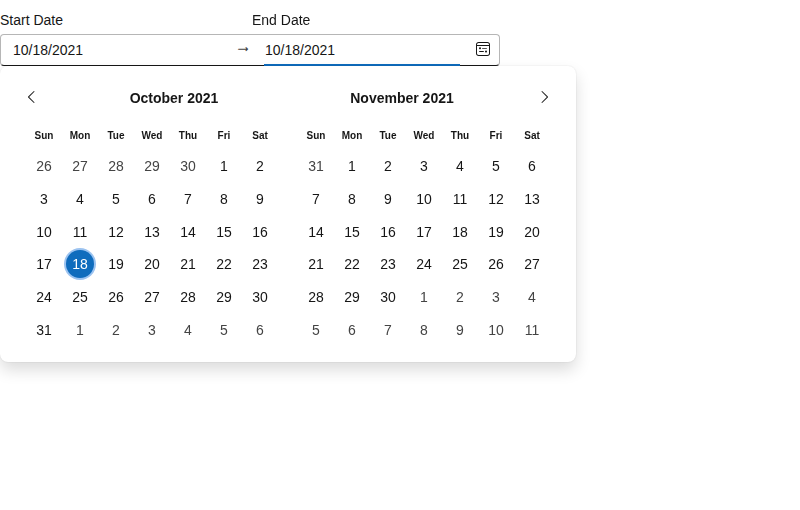 Start Date End Date
10/18/2021 → 10/18/2021
October 2021 November 2021
Sun Mon Tue Wed Thu Fri Sat Sun Mon Tue Wed Thu Fri Sat
26 27 28 29 30 1 2 31 1 2 3 4 5 6
3 4 5 6 7 8 9 7 8 9 10 11 12 13
10 11 12 13 14 15 16 14 15 16 17 18 19 20
17 18 19 20 21 22 23 21 22 23 24 25 26 27
24 25 26 27 28 29 30 28 29 30 1 2 3 4
31 1 2 3 4 5 6 5 6 7 8 9 10 11